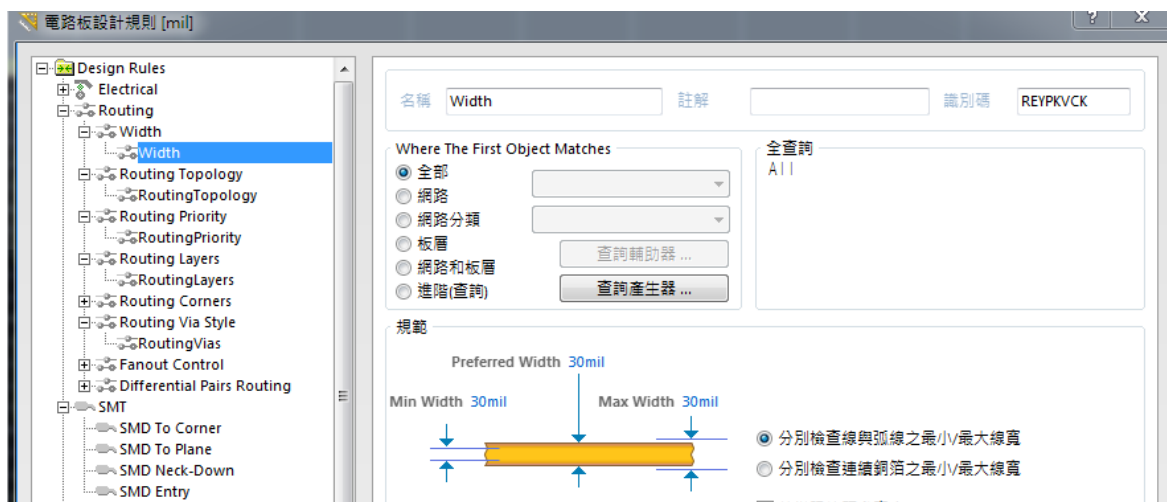 電路板設計規則 [mil]
Design Rules
Electrical
Routing
Width
Width
Routing Topology
RoutingTopology
Routing Priority
RoutingPriority
Routing Layers
RoutingLayers
Routing Corners
Routing Via Style
RoutingVias
Fanout Control
Differential Pairs Routing
SMT
SMD To Corner
SMD To Plane
SMD Neck-Down
SMD Entry
名稱 Width 註解 識別碼 REYPKVCK
Where The First Object Matches
全部
網路
網路分類
板層
網路和板層
進階(查詢)
查詢輔助器 ...
查詢產生器 ...
全查詢
All
規範
Preferred Width 30mil
Min Width 30mil Max Width 30mil
分別檢查線與弧線之最小/最大線寬
分別檢查連續銅箔之最小/最大線寬